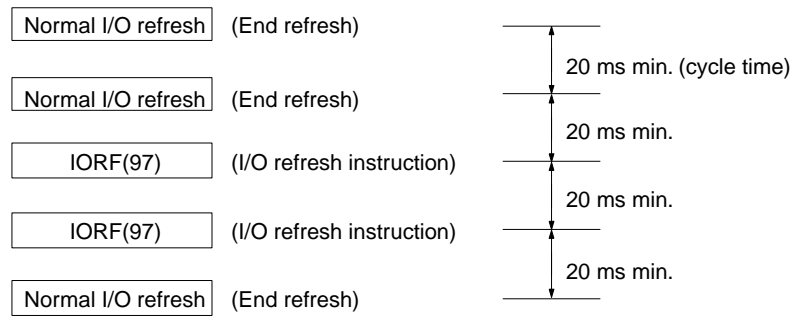 Normal I/O refresh (End refresh)
20 ms min. (cycle time)
Normal I/O refresh (End refresh)
20 ms min.
IORF(97) (I/O refresh instruction)
20 ms min.
IORF(97) (I/O refresh instruction)
20 ms min.
Normal I/O refresh (End refresh)